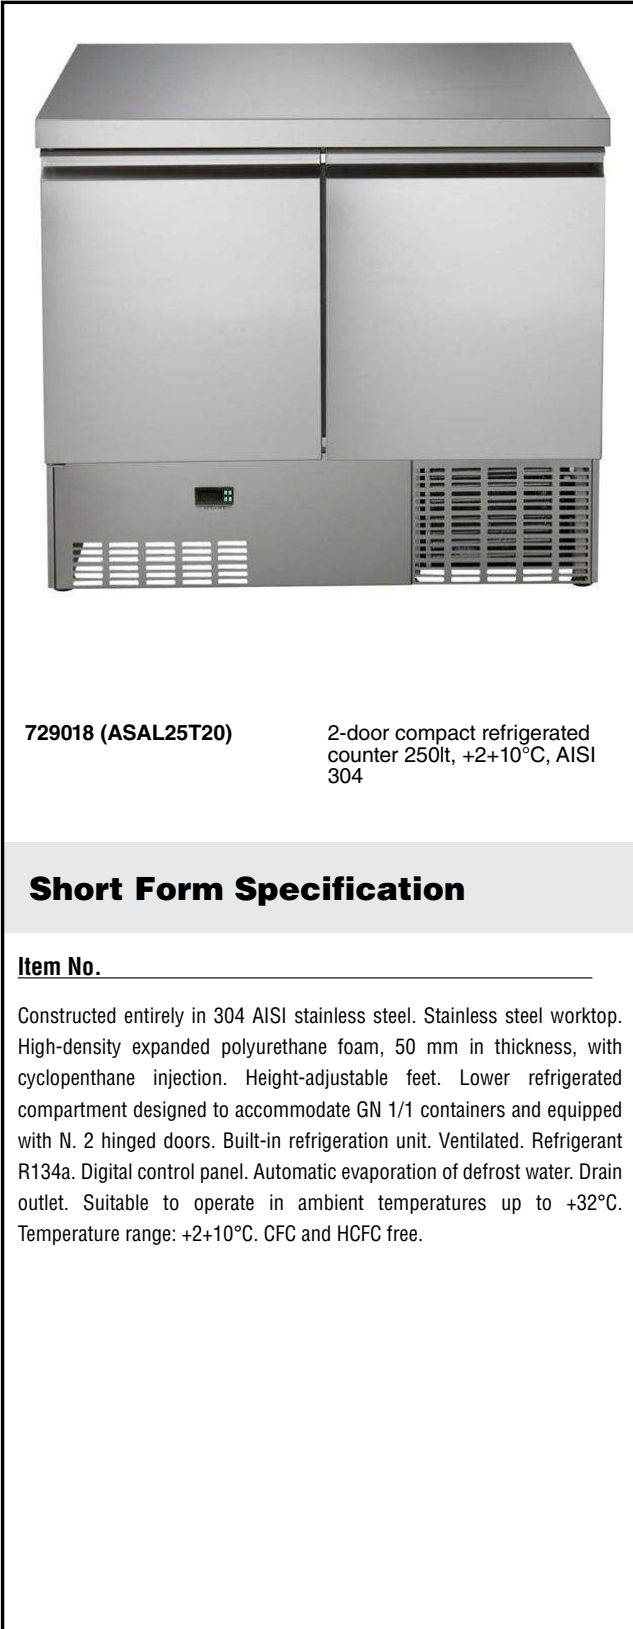 729018 (ASAL25T20)
2-door compact refrigerated
counter 250lt, +2+10°C, AISI
304
Short Form Specification
Item No.
Constructed entirely in 304 AISI stainless steel. Stainless steel worktop.
High-density expanded polyurethane foam, 50 mm in thickness, with
cyclopenthane injection. Height-adjustable feet. Lower refrigerated
compartment designed to accommodate GN 1/1 containers and equipped
with N. 2 hinged doors. Built-in refrigeration unit. Ventilated. Refrigerant
R134a. Digital control panel. Automatic evaporation of defrost water. Drain
outlet. Suitable to operate in ambient temperatures up to +32°C.
Temperature range: +2+10°C. CFC and HCFC free.